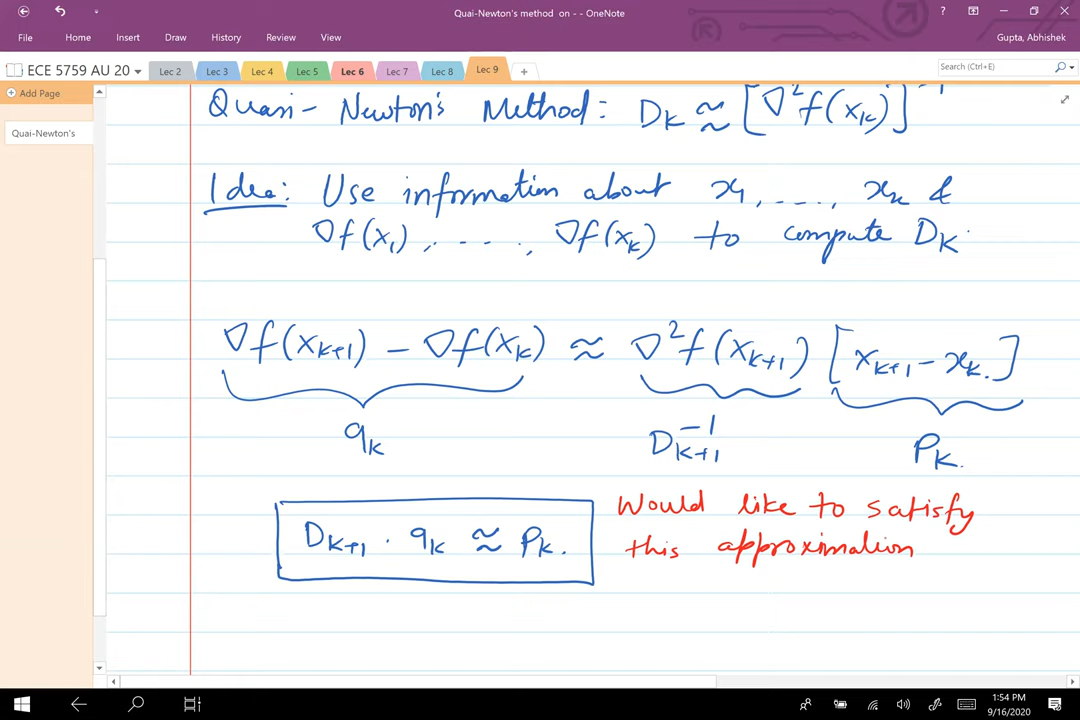 Quai-Newton's method on - - OneNote
File Home Insert Draw History Review View Gupta, Abhishek
ECE 5759 AU 20 Lec 2 Lec 3 Lec 4 Lec 5 Lec 6 Lec 7 Lec 8 Lec 9 + Search (Ctrl+E)
Add Page
Quai-Newton's
Quasi-Newton's Method: D_K ≈ [∇²f(x_K)]⁻¹
Idea: Use information about x_1, ...., x_k &
∇f(x_1), ...., ∇f(x_k) to compute D_K.
∇f(x_{k+1}) - ∇f(x_k) ≈ ∇²f(x_{k+1}) [x_{k+1} - x_k.]
q_k D_{k+1}^{-1} P_k.
D_{k+1} · q_k ≈ P_k. Would like to satisfy
this approximation
1:54 PM
9/16/2020